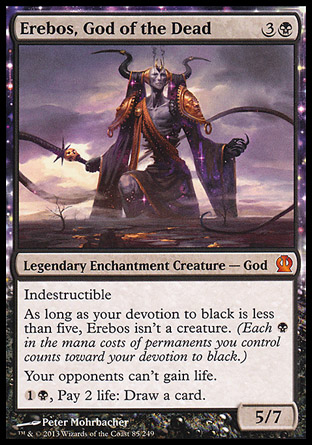 Erebos, God of the Dead 3
Legendary Enchantment Creature — God
Indestructible
As long as your devotion to black is less
than five, Erebos isn't a creature. (Each
in the mana costs of permanents you control
counts toward your devotion to black.)
Your opponents can't gain life.
1 , Pay 2 life: Draw a card.
Peter Mohrbacher
™ & © 2013 Wizards of the Coast 85/249
5/7